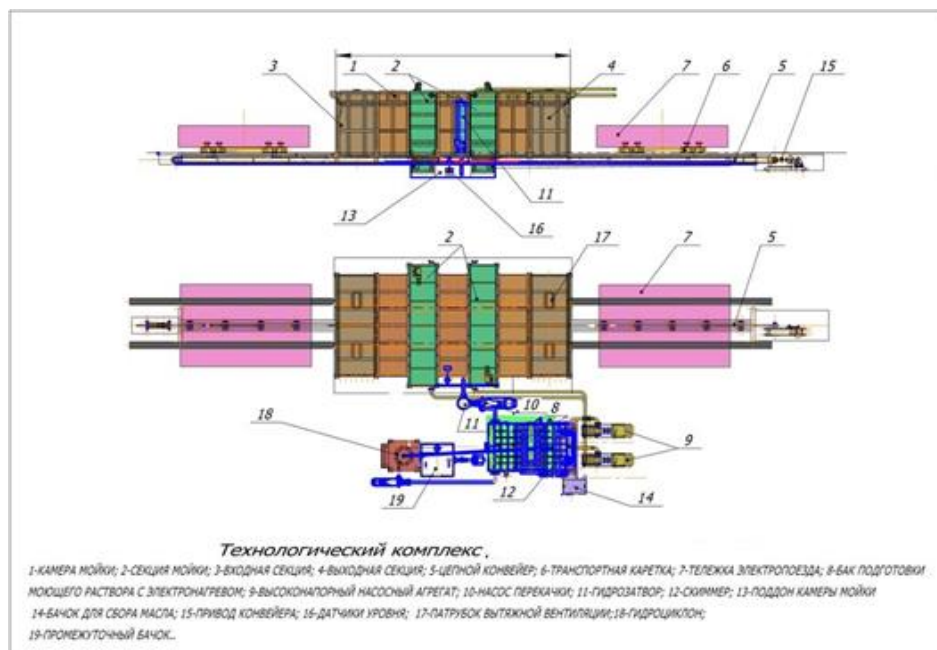 3 1 2 4 7 6 5 15
13 16 11
2 17 7 5
10 8
18 11 9
19 12 14
Технологический комплекс,
1-КАМЕРА МОЙКИ; 2-СЕКЦИЯ МОЙКИ; 3-ВХОДНАЯ СЕКЦИЯ; 4-ВЫХОДНАЯ СЕКЦИЯ; 5-ЦЕПНОЙ КОНВЕЙЕР; 6-ТРАНСПОРТНАЯ КАРЕТКА; 7-ТЕЛЕЖКА ЭЛЕКТРОПОЕЗДА; 8-БАК ПОДГОТОВКИ
МОЮЩЕГО РАСТВОРА С ЭЛЕКТРОНАГРЕВОМ; 9-ВЫСОКОНАПОРНЫЙ НАСОСНЫЙ АГРЕГАТ; 10-НАСОС ПЕРЕКАЧКИ; 11-ГИДРОЗАТВОР; 12-СКИММЕР; 13-ПОДДОН КАМЕРЫ МОЙКИ
14-БАЧОК ДЛЯ СБОРА МАСЛА; 15-ПРИВОД КОНВЕЙЕРА; 16-ДАТЧИКИ УРОВНЯ; 17-ПАТРУБОК ВЫТЯЖНОЙ ВЕНТИЛЯЦИИ;18-ГИДРОЦИКЛОН;
19-ПРОМЕЖУТОЧНЫЙ БАЧОК...